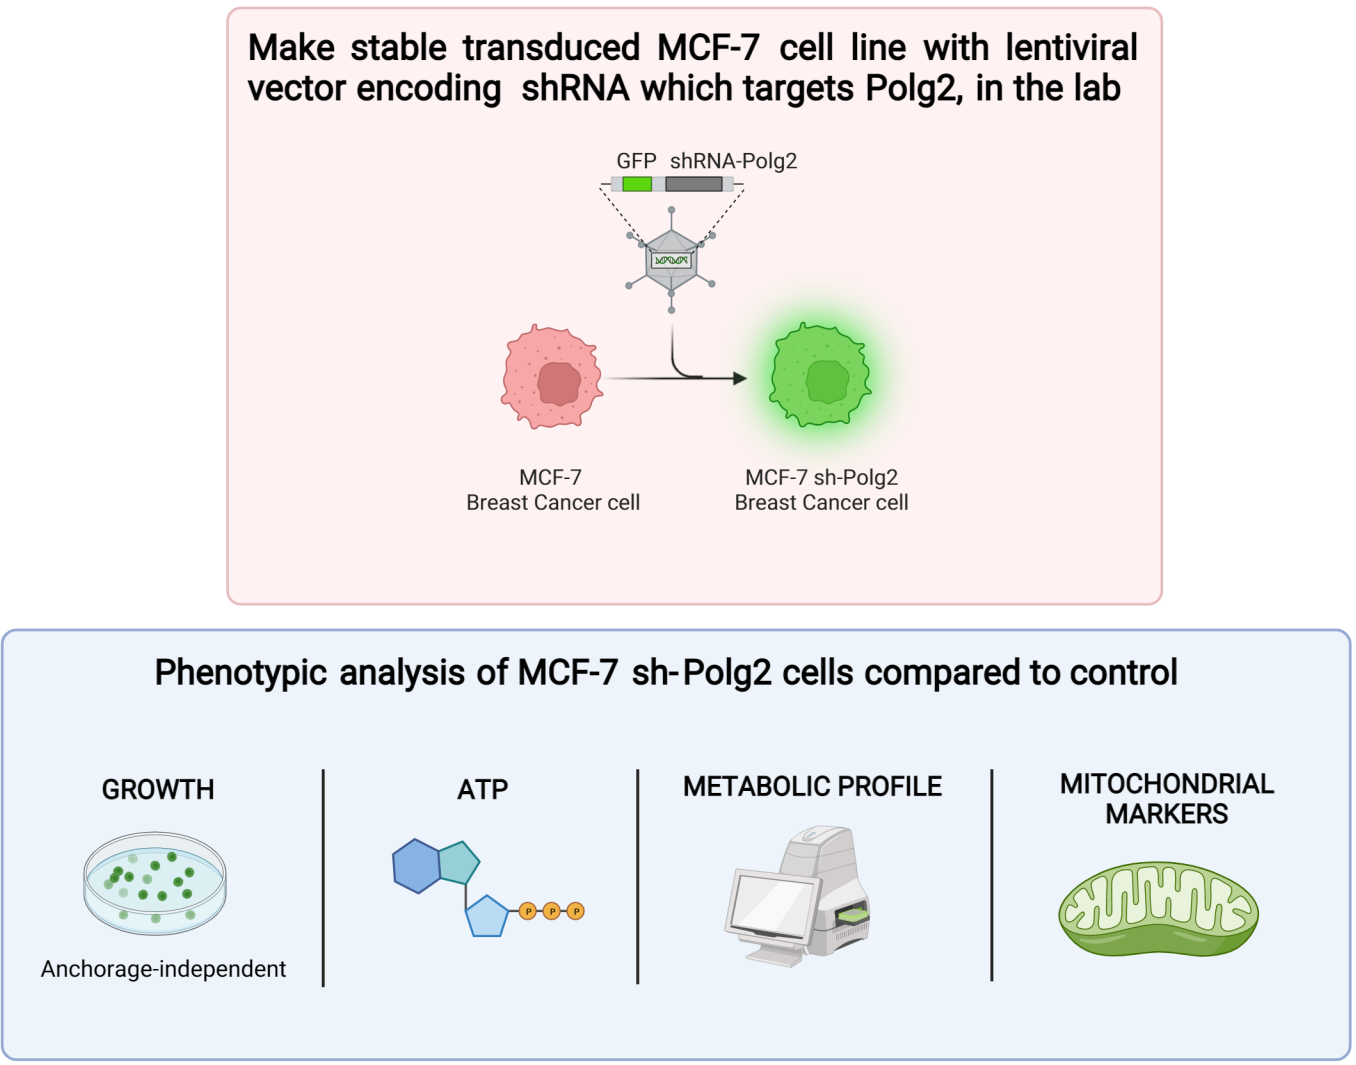 Make stable transduced MCF-7 cell line with lentiviral
vector encoding shRNA which targets Polg2, in the lab
GFP shRNA-Polg2
MCF-7
Breast Cancer cell
MCF-7 sh-Polg2
Breast Cancer cell
Phenotypic analysis of MCF-7 sh-Polg2 cells compared to control
GROWTH
Anchorage-independent
ATP
P P P
METABOLIC PROFILE
MITOCHONDRIAL
MARKERS